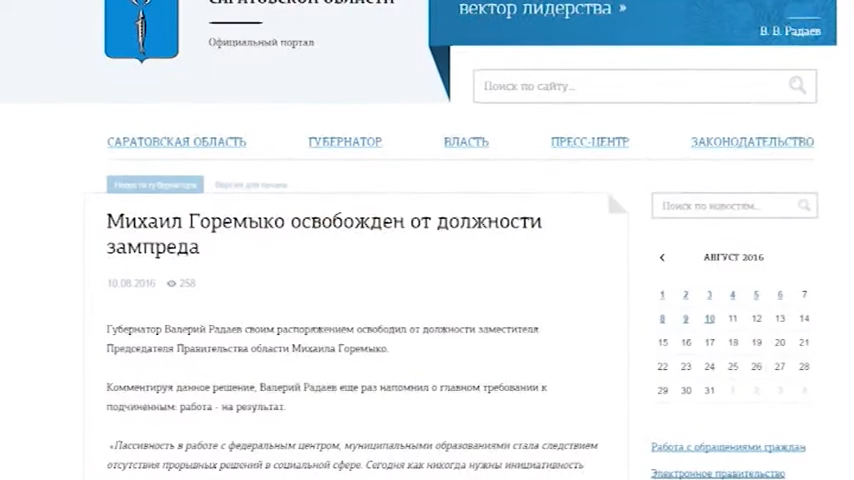 САРАТОВСКОЙ ОБЛАСТИ
Официальный портал
вектор лидерства »
В. В. Радаев
Поиск по сайту...
САРАТОВСКАЯ ОБЛАСТЬ ГУБЕРНАТОР ВЛАСТЬ ПРЕСС-ЦЕНТР ЗАКОНОДАТЕЛЬСТВО
Новости губернатора Версия для печати
Михаил Горемыко освобожден от должности
зампреда
10.08.2016 258
Губернатор Валерий Радаев своим распоряжением освободил от должности заместителя
Председателя Правительства области Михаила Горемыко.
Комментируя данное решение, Валерий Радаев еще раз напомнил о главном требовании к
подчиненным: работа - на результат.
«Пассивность в работе с федеральным центром, муниципальными образованиями стала следствием
отсутствия прорывных решений в социальной сфере. Сегодня как никогда нужны инициативность
Поиск по новостям...
АВГУСТ 2016
1 2 3 4 5 6 7
8 9 10 11 12 13 14
15 16 17 18 19 20 21
22 23 24 25 26 27 28
29 30 31 1 2 3 4
Работа с обращениями граждан
Электронное правительство